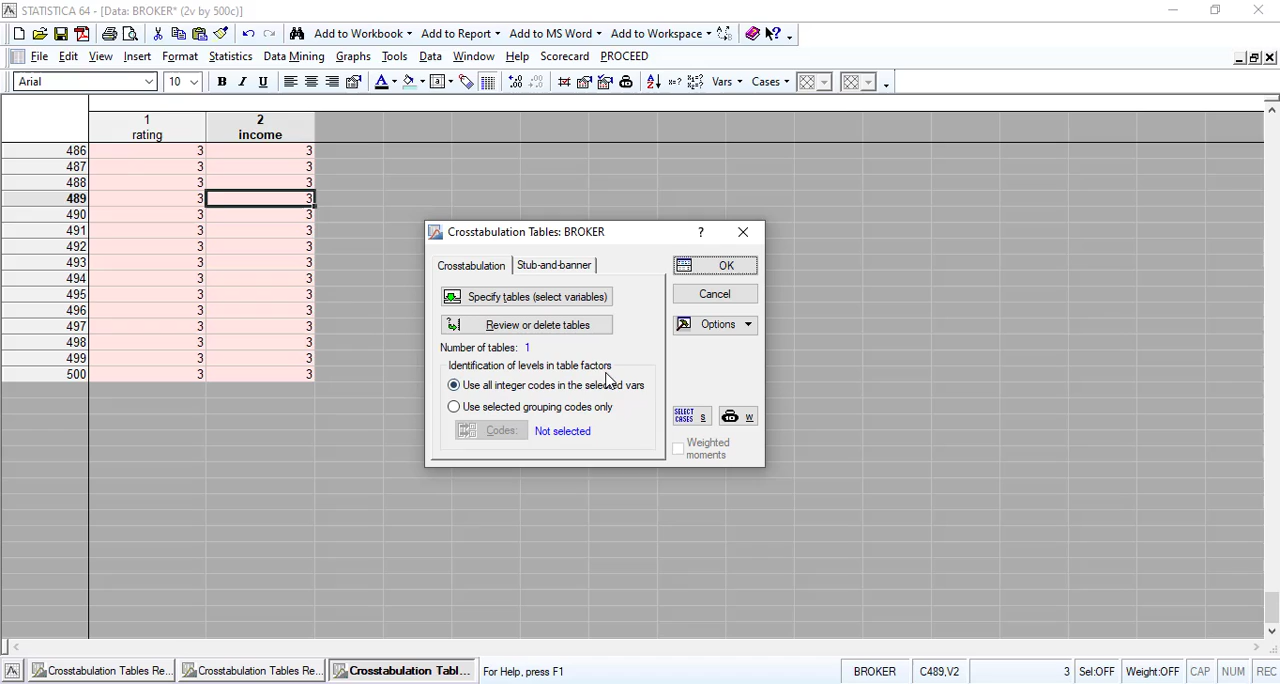 STATISTICA 64 - [Data: BROKER* (2v by 500c)]
Add to Workbook Add to Report Add to MS Word Add to Workspace
File Edit View Insert Format Statistics Data Mining Graphs Tools Data Window Help Scorecard PROCEED
Arial 10 B I U Vars Cases
1 2
rating income
486 3 3
487 3 3
488 3 3
489 3 3
490 3 3
491 3 3
492 3 3
493 3 3
494 3 3
495 3 3
496 3 3
497 3 3
498 3 3
499 3 3
500 3 3
Crosstabulation Tables: BROKER ?
Crosstabulation Stub-and-banner OK
Specify tables (select variables) Cancel
Review or delete tables Options
Number of tables: 1
Identification of levels in table factors
Use all integer codes in the selected vars
Use selected grouping codes only SELECT CASES S W
Codes: Not selected
Weighted moments
Crosstabulation Tables Re... Crosstabulation Tables Re... Crosstabulation Tabl... For Help, press F1 BROKER C489,V2 3 Sel:OFF Weight:OFF CAP NUM REC